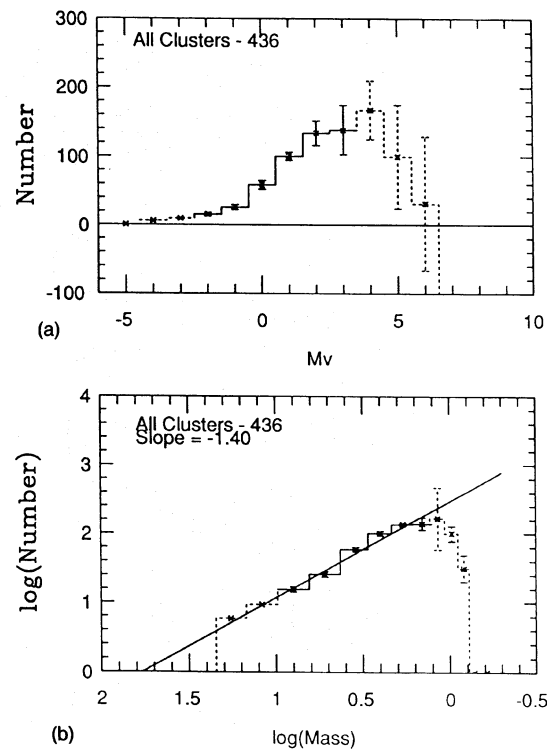 300
All Clusters - 436
200
100
0
-100
Number
-5
0
5
10
(a)
Mv
4
All Clusters - 436
Slope = -1.40
3
2
1
0
log(Number)
2
1.5
1
0.5
0
-0.5
(b)
log(Mass)